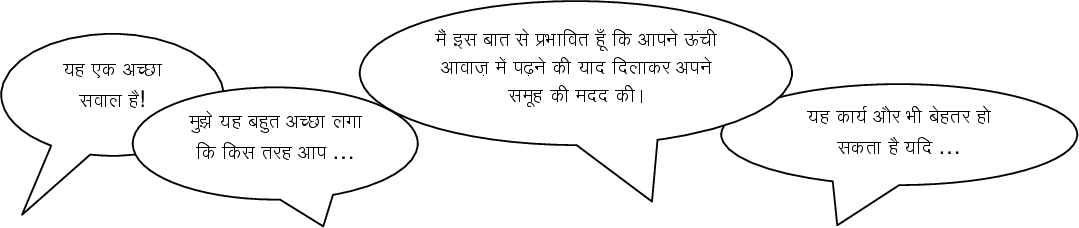 यह एक अच्छा
सवाल है!
मुझे यह बहुत अच्छा लगा
कि किस तरह आप ...
मैं इस बात से प्रभावित हूँ कि आपने ऊंची
आवाज़ में पढ़ने की याद दिलाकर अपने
समूह की मदद की।
यह कार्य और भी बेहतर हो
सकता है यदि ...